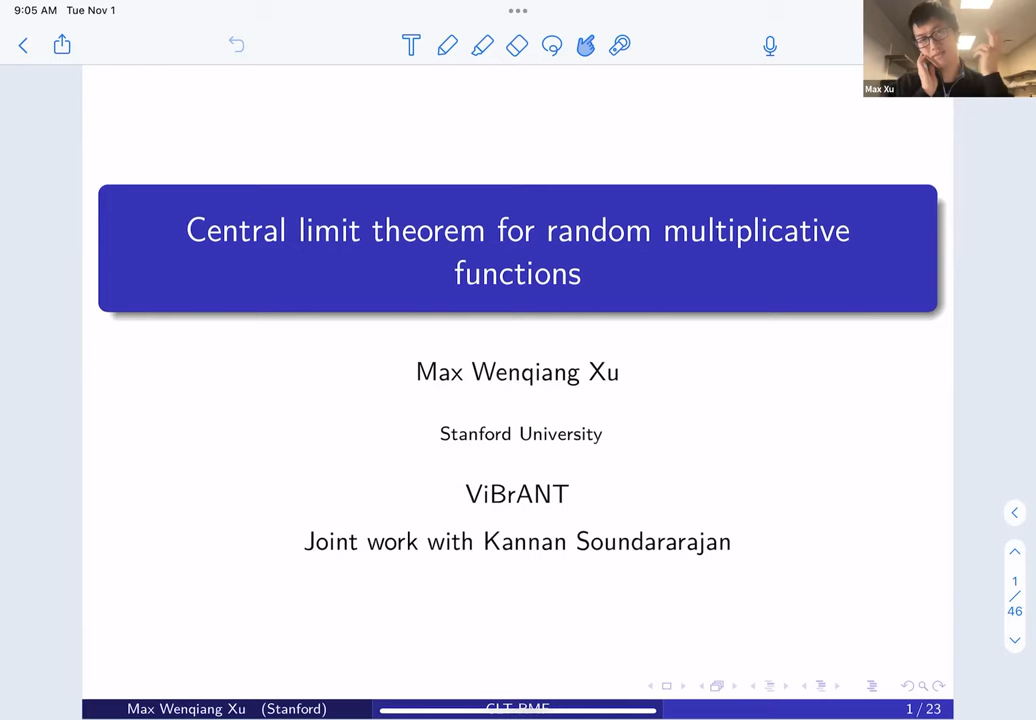 9:05 AM Tue Nov 1
Max Xu
Central limit theorem for random multiplicative
functions
Max Wenqiang Xu
Stanford University
ViBrANT
Joint work with Kannan Soundararajan
1
/
46
Max Wenqiang Xu (Stanford)
CLT RMF
1 / 23